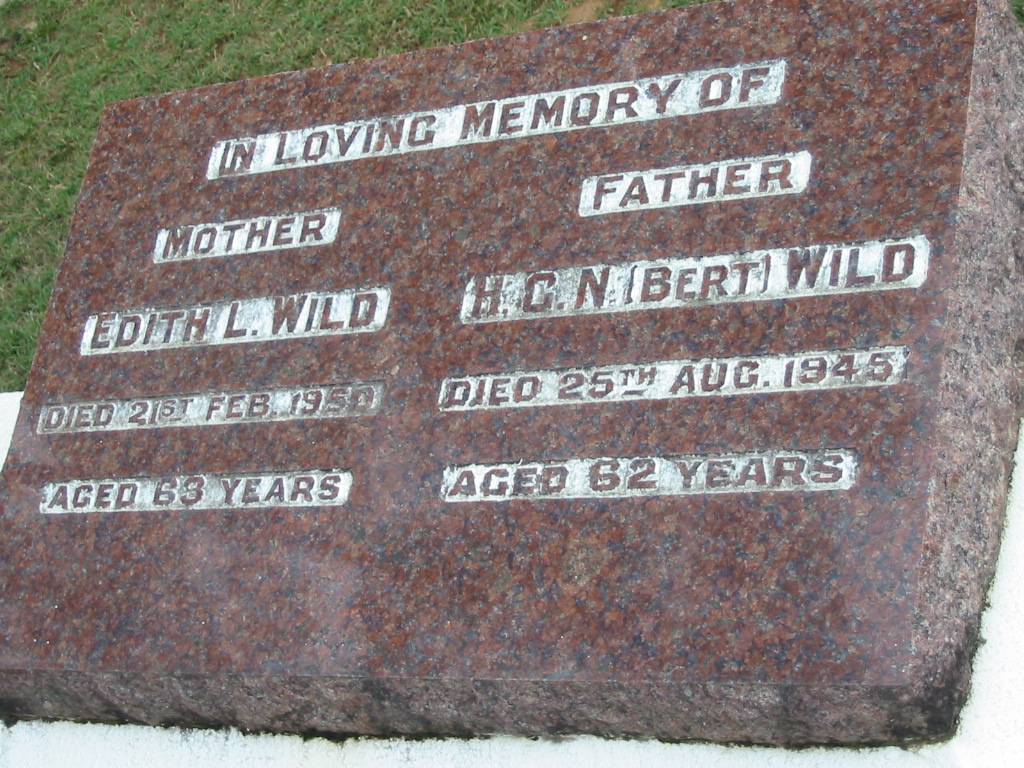 IN LOVING MEMORY OF
MOTHER
EDITH L. WILD
DIED 21ST FEB. 1950
AGED 63 YEARS
FATHER
H. C. N. (BERT) WILD
DIED 25TH AUG. 1945
AGED 62 YEARS